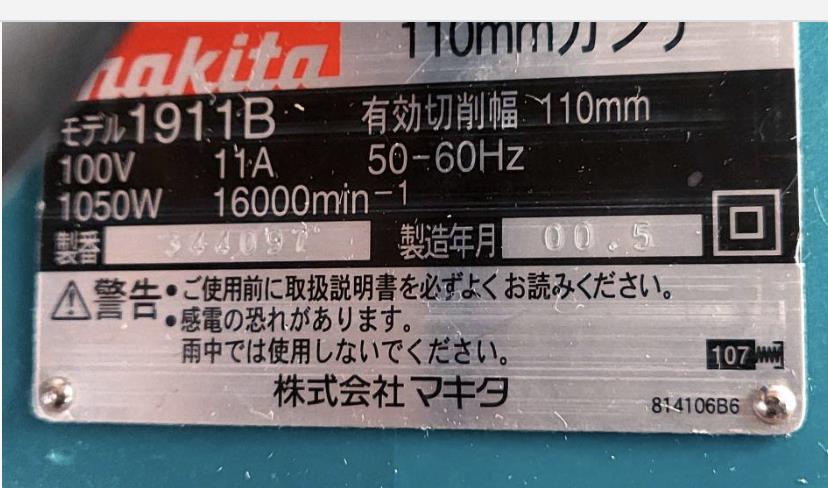 makita
110mmカンナ
モデル1911B 有効切削幅 110mm
100V 11A 50-60Hz
1050W 16000min⁻¹
製番 344097 製造年月 00.5
⚠警告・ご使用前に取扱説明書を必ずよくお読みください。
・感電の恐れがあります。
雨中では使用しないでください。
107
株式会社マキタ
814106B6